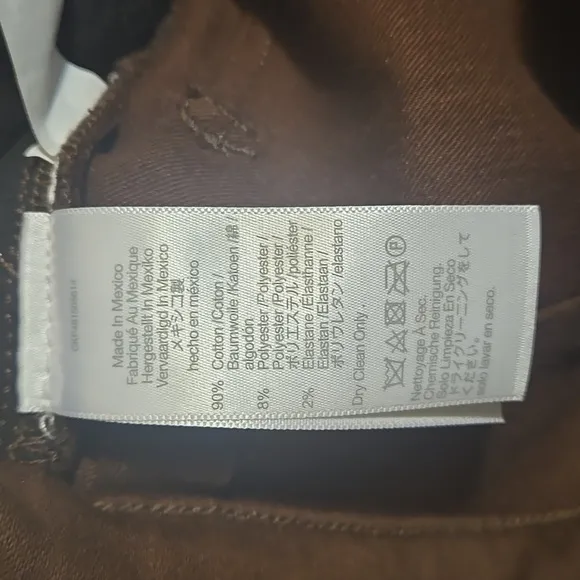 Made In Mexico
Fabriqué Au Mexique
Hergestellt In Mexiko
Vervaardigd In Mexico
メキシコ製
hecho en méxico
90% Cotton /Coton /
Baumwolle /Katoen /綿 /
algodón
8% Polyester /Polyester /
Polyester /Polyester /
ポリエステル /poliéster
2% Elastane /Elasthanne /
Elastan /Elastaan /
ポリウレタン /elastano
Dry Clean Only .
P
Nettoyage À Sec.
Chemische Reinigung.
Solo Limpieza En Seco
ドライクリーニングをして
ください。
solo lavar en seco.